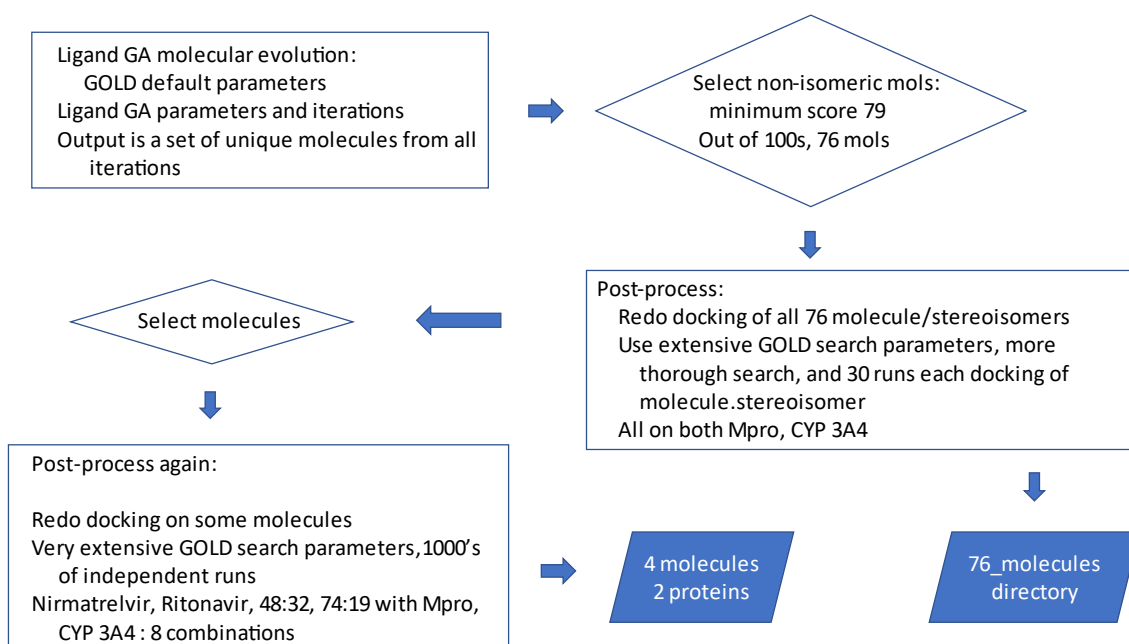 Ligand GA molecular evolution:
GOLD default parameters
Ligand GA parameters and iterations
Output is a set of unique molecules from all
iterations
Select non-isomeric mols:
minimum score 79
Out of 100s, 76 mols
Post-process:
Redo docking of all 76 molecule/stereoisomers
Use extensive GOLD search parameters, more
thorough search, and 30 runs each docking of
molecule.stereoisomer
All on both Mpro, CYP 3A4
Select molecules
Post-process again:
Redo docking on some molecules
Very extensive GOLD search parameters,1000's
of independent runs
Nirmatrelvir, Ritonavir, 48:32, 74:19 with Mpro,
CYP 3A4 : 8 combinations
4 molecules
2 proteins
76_molecules
directory